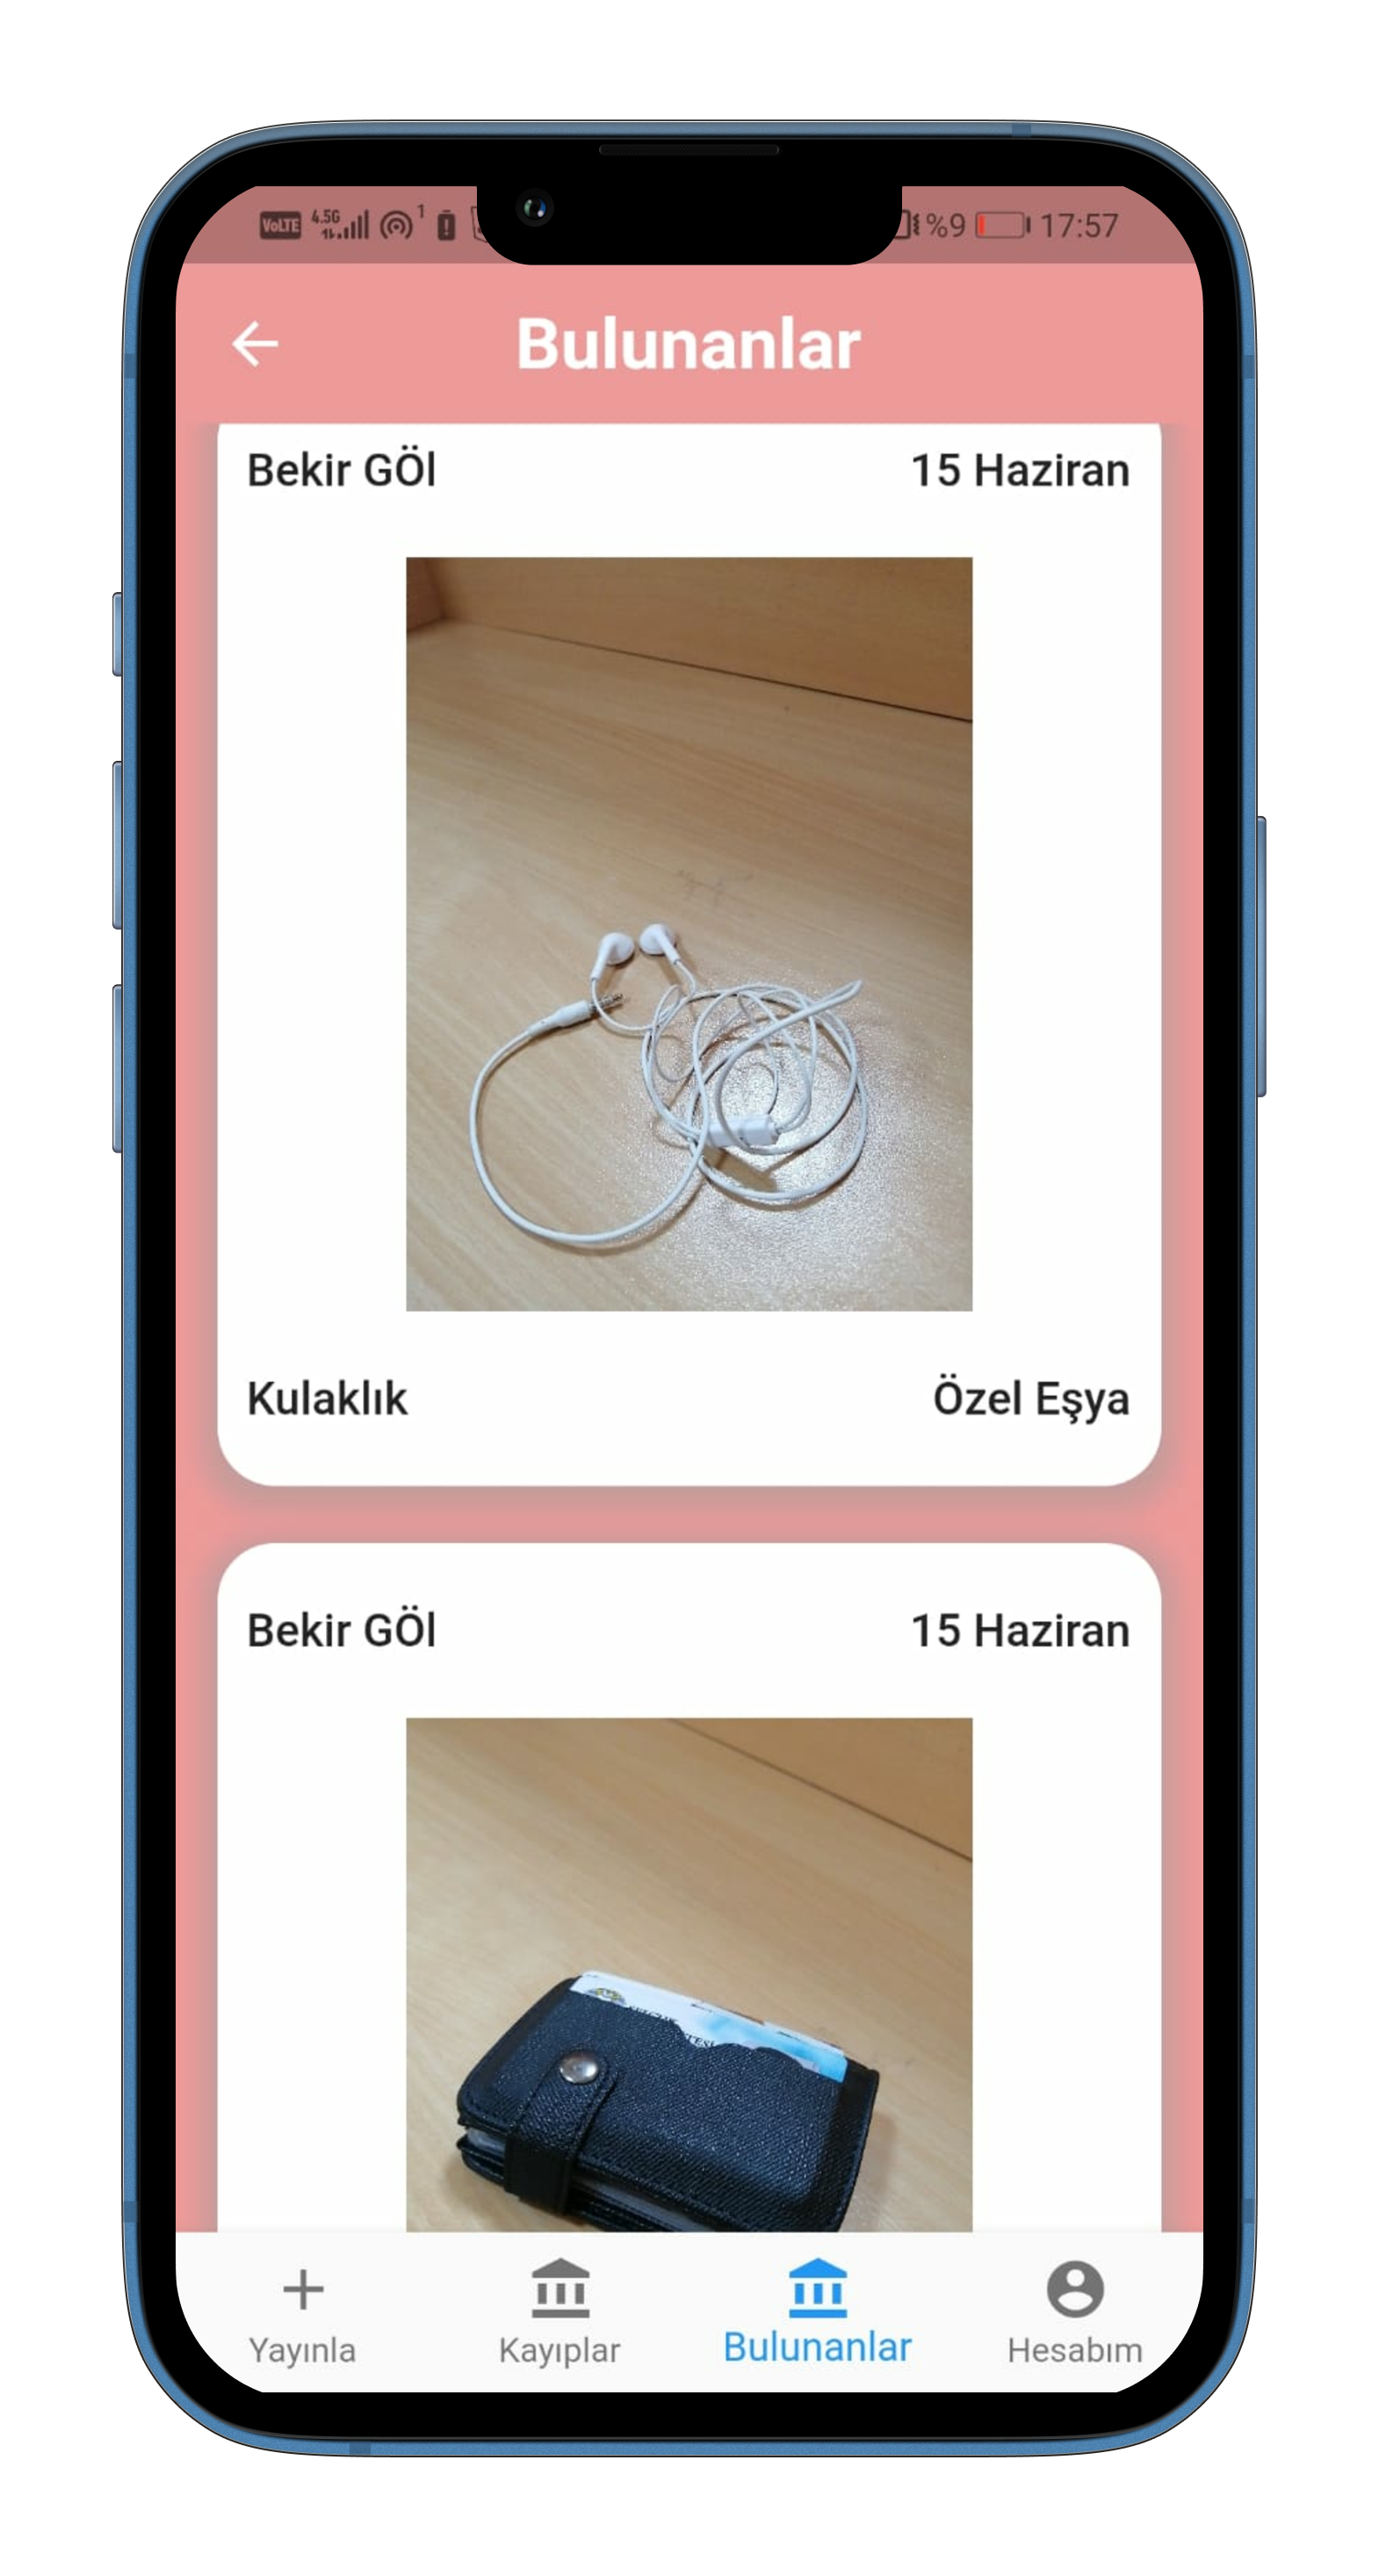 VoLTE 4.5G 1 %9 17:57
Bulunanlar
Bekir GÖl 15 Haziran
Kulaklık Özel Eşya
Bekir GÖl 15 Haziran
Yayınla Kayıplar Bulunanlar Hesabım